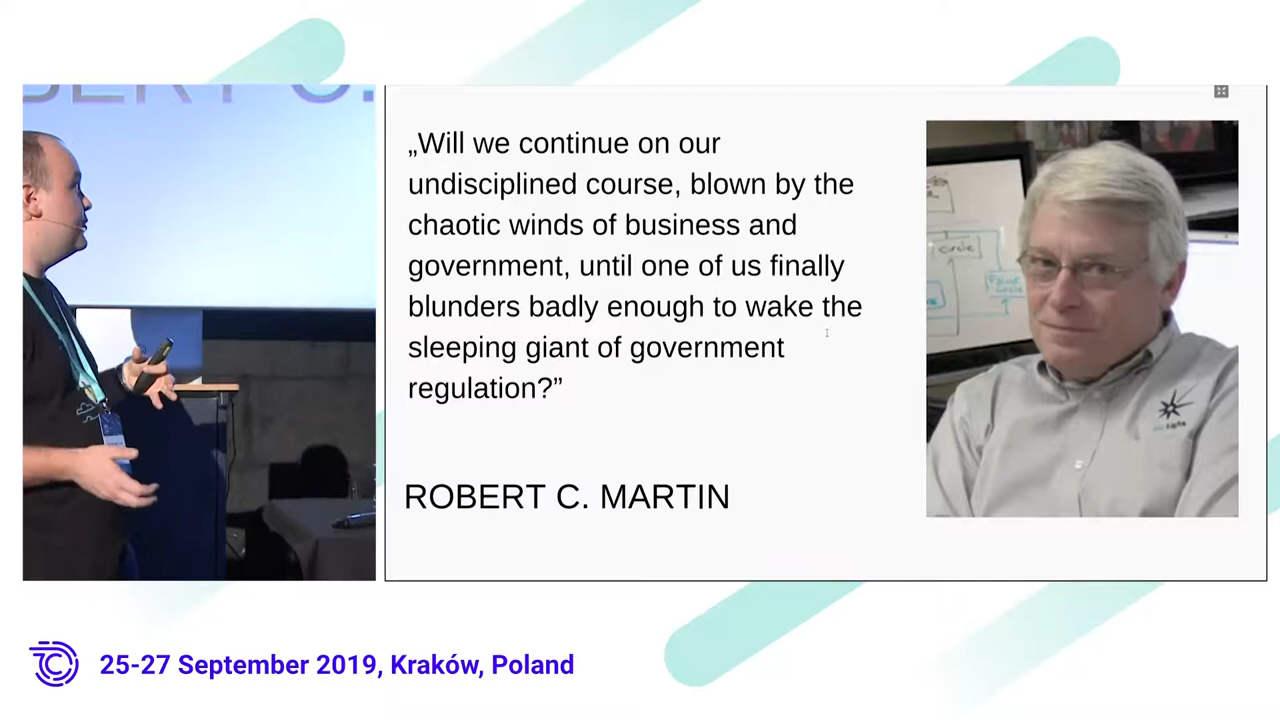 „Will we continue on our
undisciplined course, blown by the
chaotic winds of business and
government, until one of us finally
blunders badly enough to wake the
sleeping giant of government
regulation?”
ROBERT C. MARTIN
25-27 September 2019, Kraków, Poland